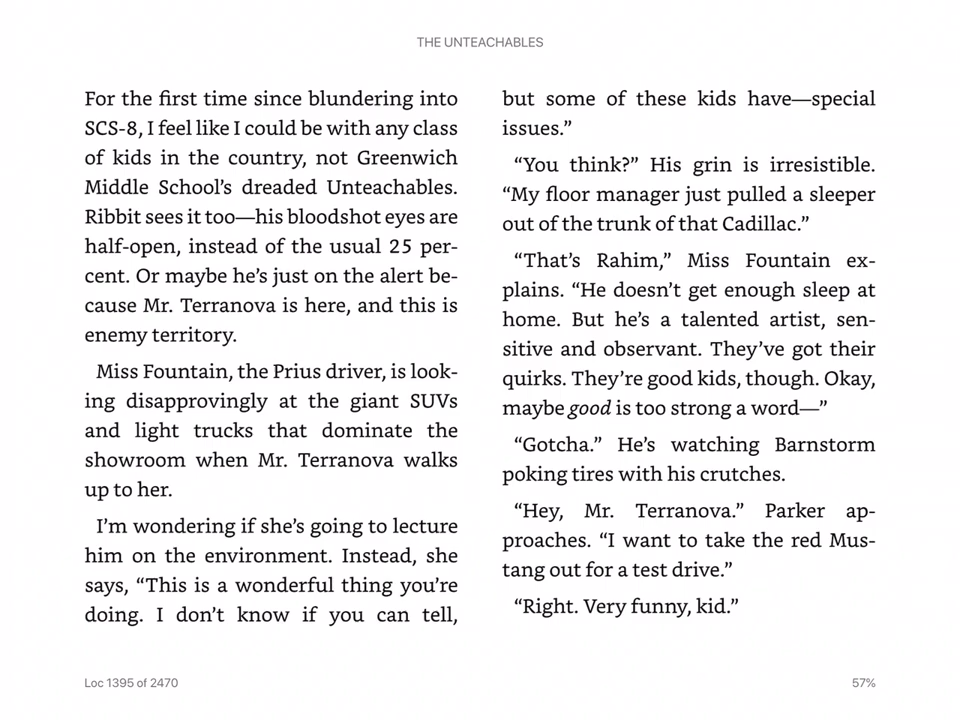 THE UNTEACHABLES
For the first time since blundering into
SCS-8, I feel like I could be with any class
of kids in the country, not Greenwich
Middle School’s dreaded Unteachables.
Ribbit sees it too—his bloodshot eyes are
half-open, instead of the usual 25 per-
cent. Or maybe he’s just on the alert be-
cause Mr. Terranova is here, and this is
enemy territory.
Miss Fountain, the Prius driver, is look-
ing disapprovingly at the giant SUVs
and light trucks that dominate the
showroom when Mr. Terranova walks
up to her.
I’m wondering if she’s going to lecture
him on the environment. Instead, she
says, “This is a wonderful thing you’re
doing. I don’t know if you can tell,
but some of these kids have—special
issues.”
“You think?” His grin is irresistible.
“My floor manager just pulled a sleeper
out of the trunk of that Cadillac.”
“That’s Rahim,” Miss Fountain ex-
plains. “He doesn’t get enough sleep at
home. But he’s a talented artist, sen-
sitive and observant. They’ve got their
quirks. They’re good kids, though. Okay,
maybe good is too strong a word—”
“Gotcha.” He’s watching Barnstorm
poking tires with his crutches.
“Hey, Mr. Terranova.” Parker ap-
proaches. “I want to take the red Mus-
tang out for a test drive.”
“Right. Very funny, kid.”
Loc 1395 of 2470
57%